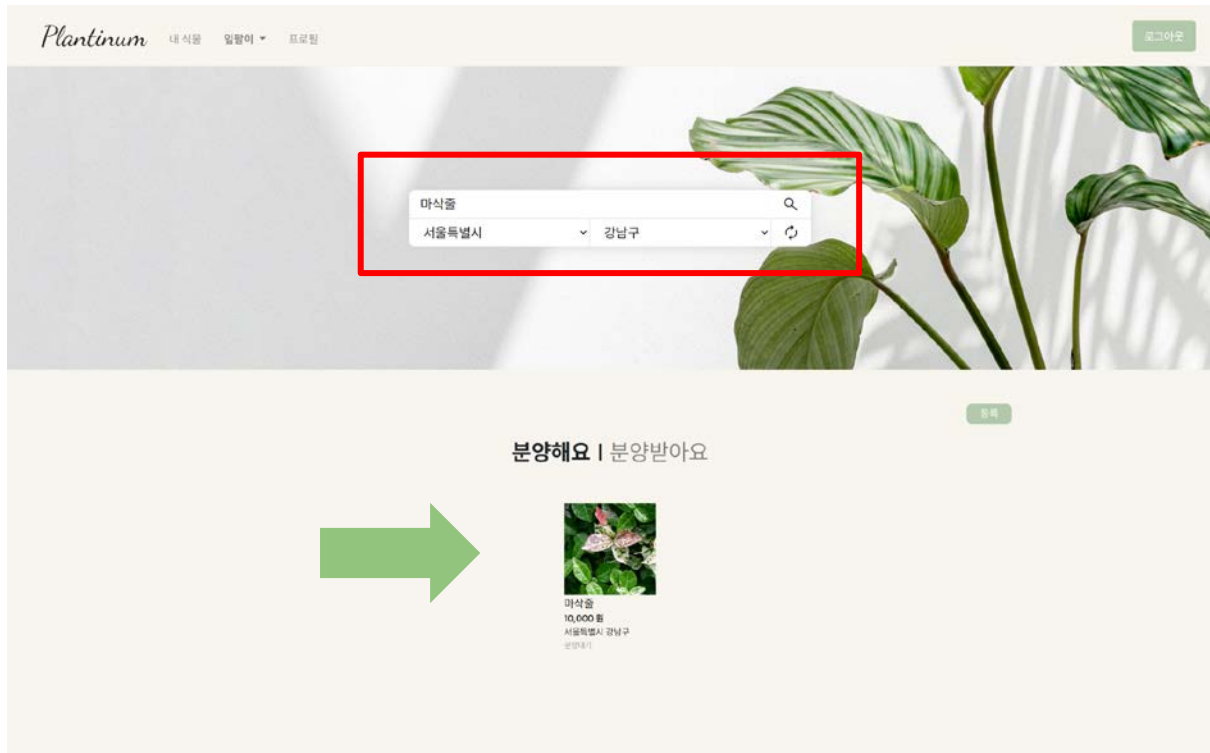 Plantinum 내 식물 잎팔이 프로필 로그아웃
마삭줄
서울특별시 강남구
등록
분양해요 | 분양받아요
마삭줄
10,000 원
서울특별시 강남구
분양대기